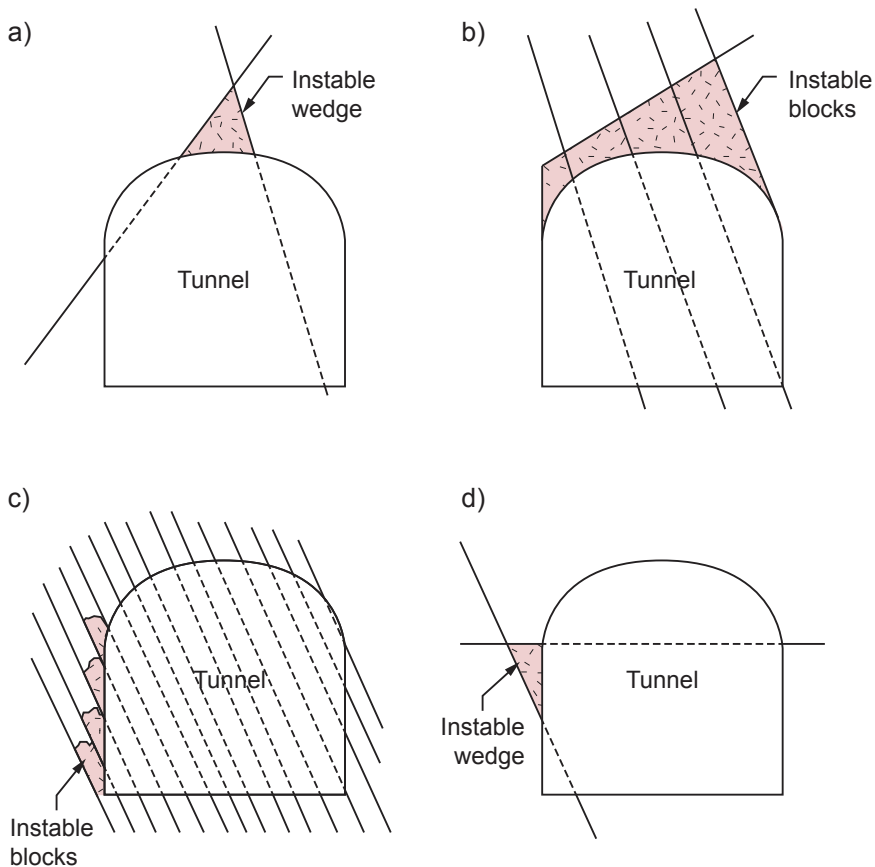 a)
Instable
wedge
Tunnel
b)
Instable
blocks
Tunnel
c)
Tunnel
Instable
blocks
d)
Tunnel
Instable
wedge